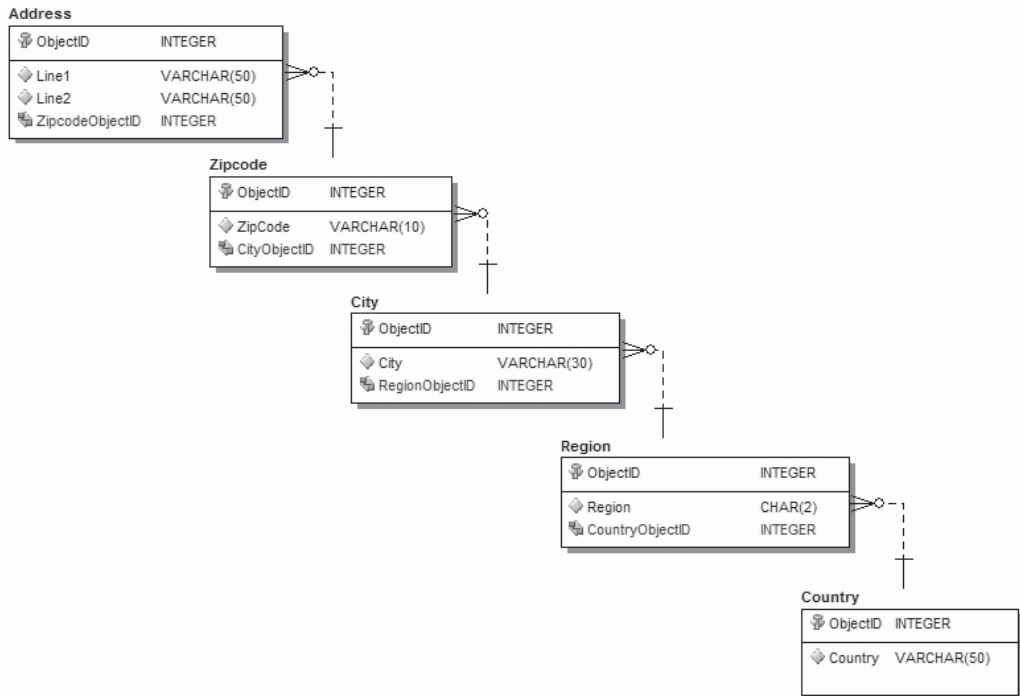 Address
ObjectID INTEGER
Line1 VARCHAR(50)
Line2 VARCHAR(50)
ZipcodeObjectID INTEGER
Zipcode
ObjectID INTEGER
ZipCode VARCHAR(10)
CityObjectID INTEGER
City
ObjectID INTEGER
City VARCHAR(30)
RegionObjectID INTEGER
Region
ObjectID INTEGER
Region CHAR(2)
CountryObjectID INTEGER
Country
ObjectID INTEGER
Country VARCHAR(50)